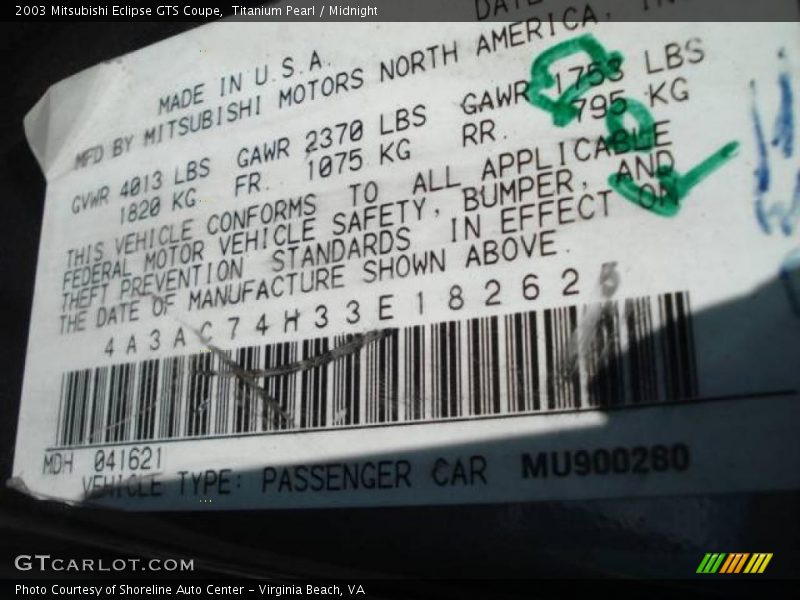 2003 Mitsubishi Eclipse GTS Coupe, Titanium Pearl / Midnight
DATE
MADE IN U.S.A.
MFD BY MITSUBISHI MOTORS NORTH AMERICA,
GVWR 4013 LBS GAWR 2370 LBS GAWR 1753 LBS
1820 KG FR. 1075 KG RR. 795 KG
THIS VEHICLE CONFORMS TO ALL APPLICABLE
FEDERAL MOTOR VEHICLE SAFETY, BUMPER, AND
THEFT PREVENTION STANDARDS IN EFFECT ON
THE DATE OF MANUFACTURE SHOWN ABOVE.
4A3AC74H33E182623
MDH 041621
VEHICLE TYPE: PASSENGER CAR MU900280
GTCARLOT.COM
Photo Courtesy of Shoreline Auto Center - Virginia Beach, VA